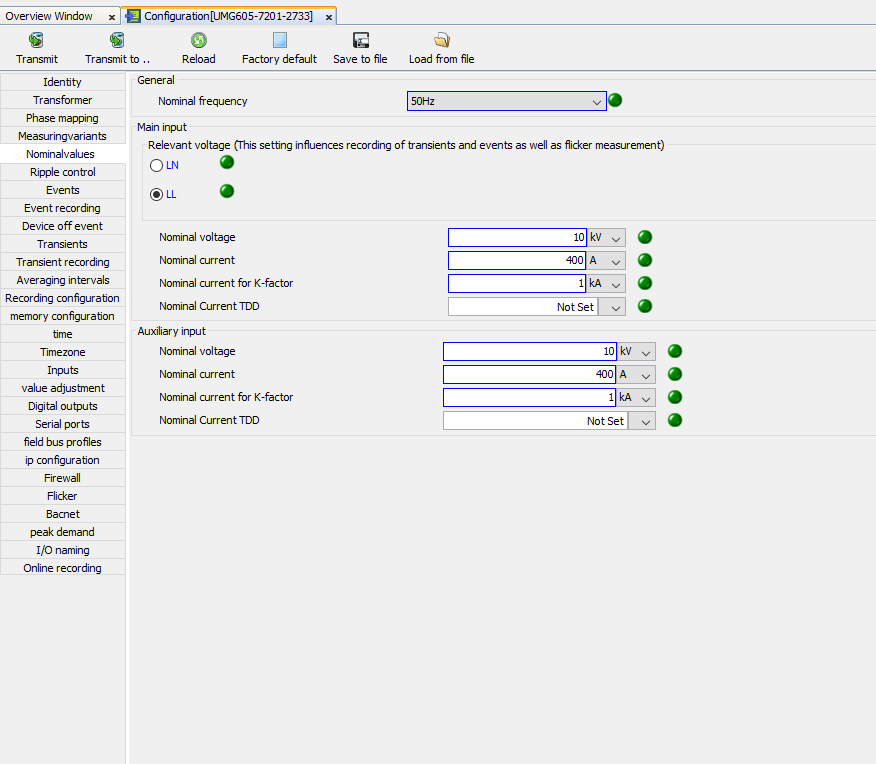 Overview Window x Configuration[UMG605-7201-2733] x
Transmit Transmit to .. Reload Factory default Save to file Load from file
Identity
Transformer
Phase mapping
Measuringvariants
Nominalvalues
Ripple control
Events
Event recording
Device off event
Transients
Transient recording
Averaging intervals
Recording configuration
memory configuration
time
Timezone
Inputs
value adjustment
Digital outputs
Serial ports
field bus profiles
ip configuration
Firewall
Flicker
Bacnet
peak demand
I/O naming
Online recording
General
Nominal frequency 50Hz
Main input
Relevant voltage (This setting influences recording of transients and events as well as flicker measurement)
LN
LL
Nominal voltage 10 kV
Nominal current 400 A
Nominal current for K-factor 1 kA
Nominal Current TDD Not Set
Auxiliary input
Nominal voltage 10 kV
Nominal current 400 A
Nominal current for K-factor 1 kA
Nominal Current TDD Not Set